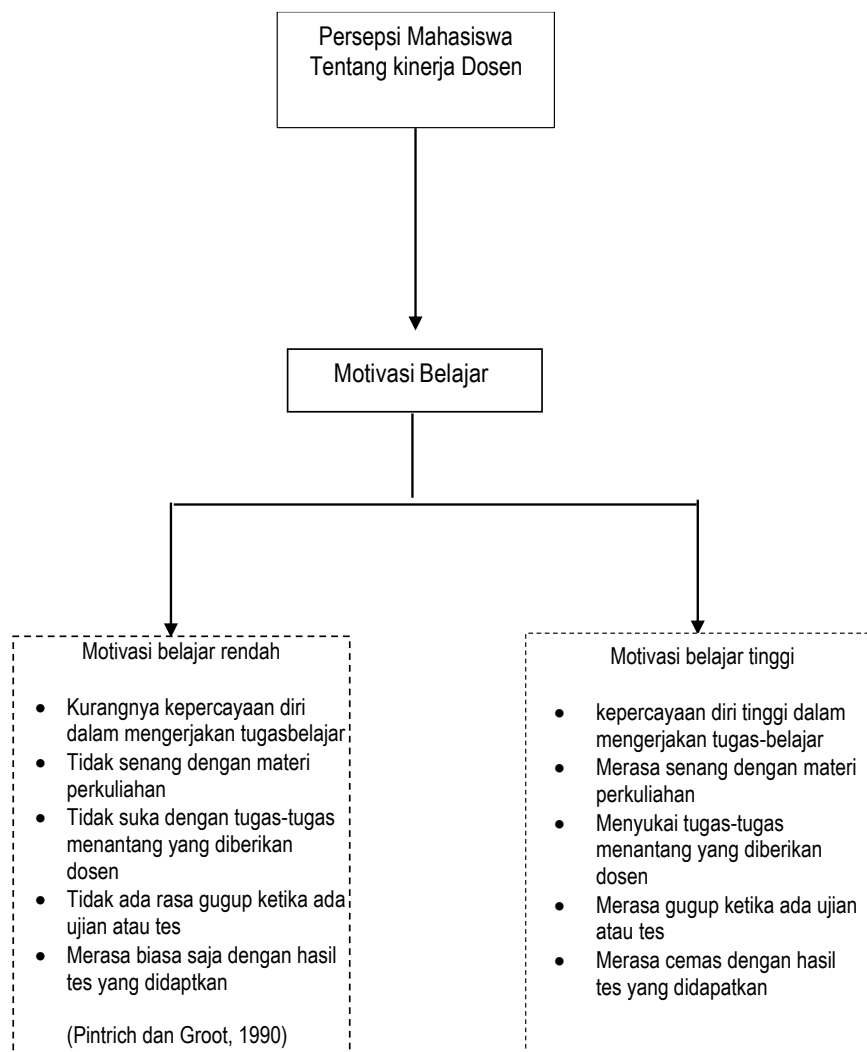 Persepsi Mahasiswa
Tentang kinerja Dosen
Motivasi Belajar
Motivasi belajar rendah
• Kurangnya kepercayaan diri
dalam mengerjakan tugasbelajar
• Tidak senang dengan materi
perkuliahan
• Tidak suka dengan tugas-tugas
menantang yang diberikan
dosen
• Tidak ada rasa gugup ketika ada
ujian atau tes
• Merasa biasa saja dengan hasil
tes yang didaptkan
(Pintrich dan Groot, 1990)
Motivasi belajar tinggi
• kepercayaan diri tinggi dalam
mengerjakan tugas-belajar
• Merasa senang dengan materi
perkuliahan
• Menyukai tugas-tugas
menantang yang diberikan
dosen
• Merasa gugup ketika ada ujian
atau tes
• Merasa cemas dengan hasil
tes yang didapatkan